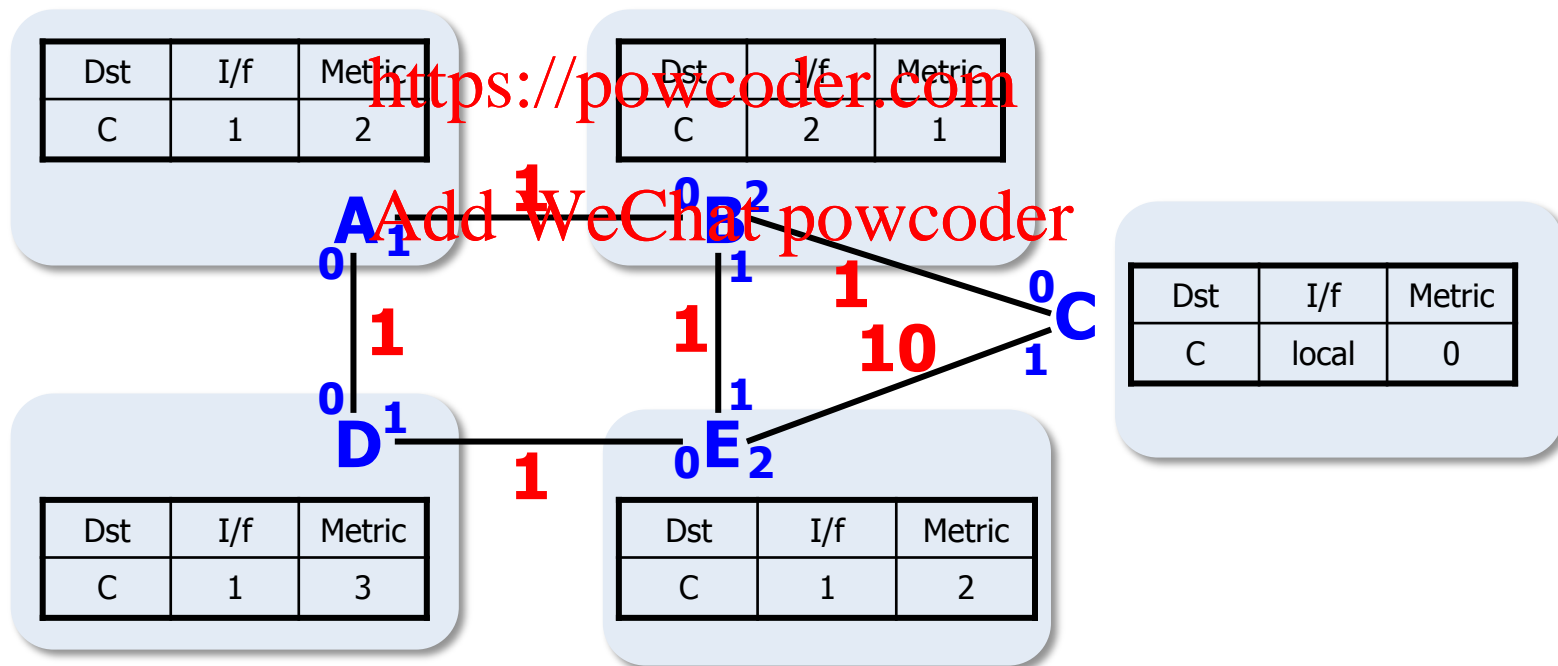 Dst I/f Metric
C 1 2
Dst I/f Metric
C 2 1
https://powcoder.com
1
0 B 2
A 1
Add WeChat powcoder
0
1
1
0 C
Dst I/f Metric
C local 0
1
1
10
1
0
1
D 1
0 E 2
1
Dst I/f Metric
C 1 3
Dst I/f Metric
C 1 2